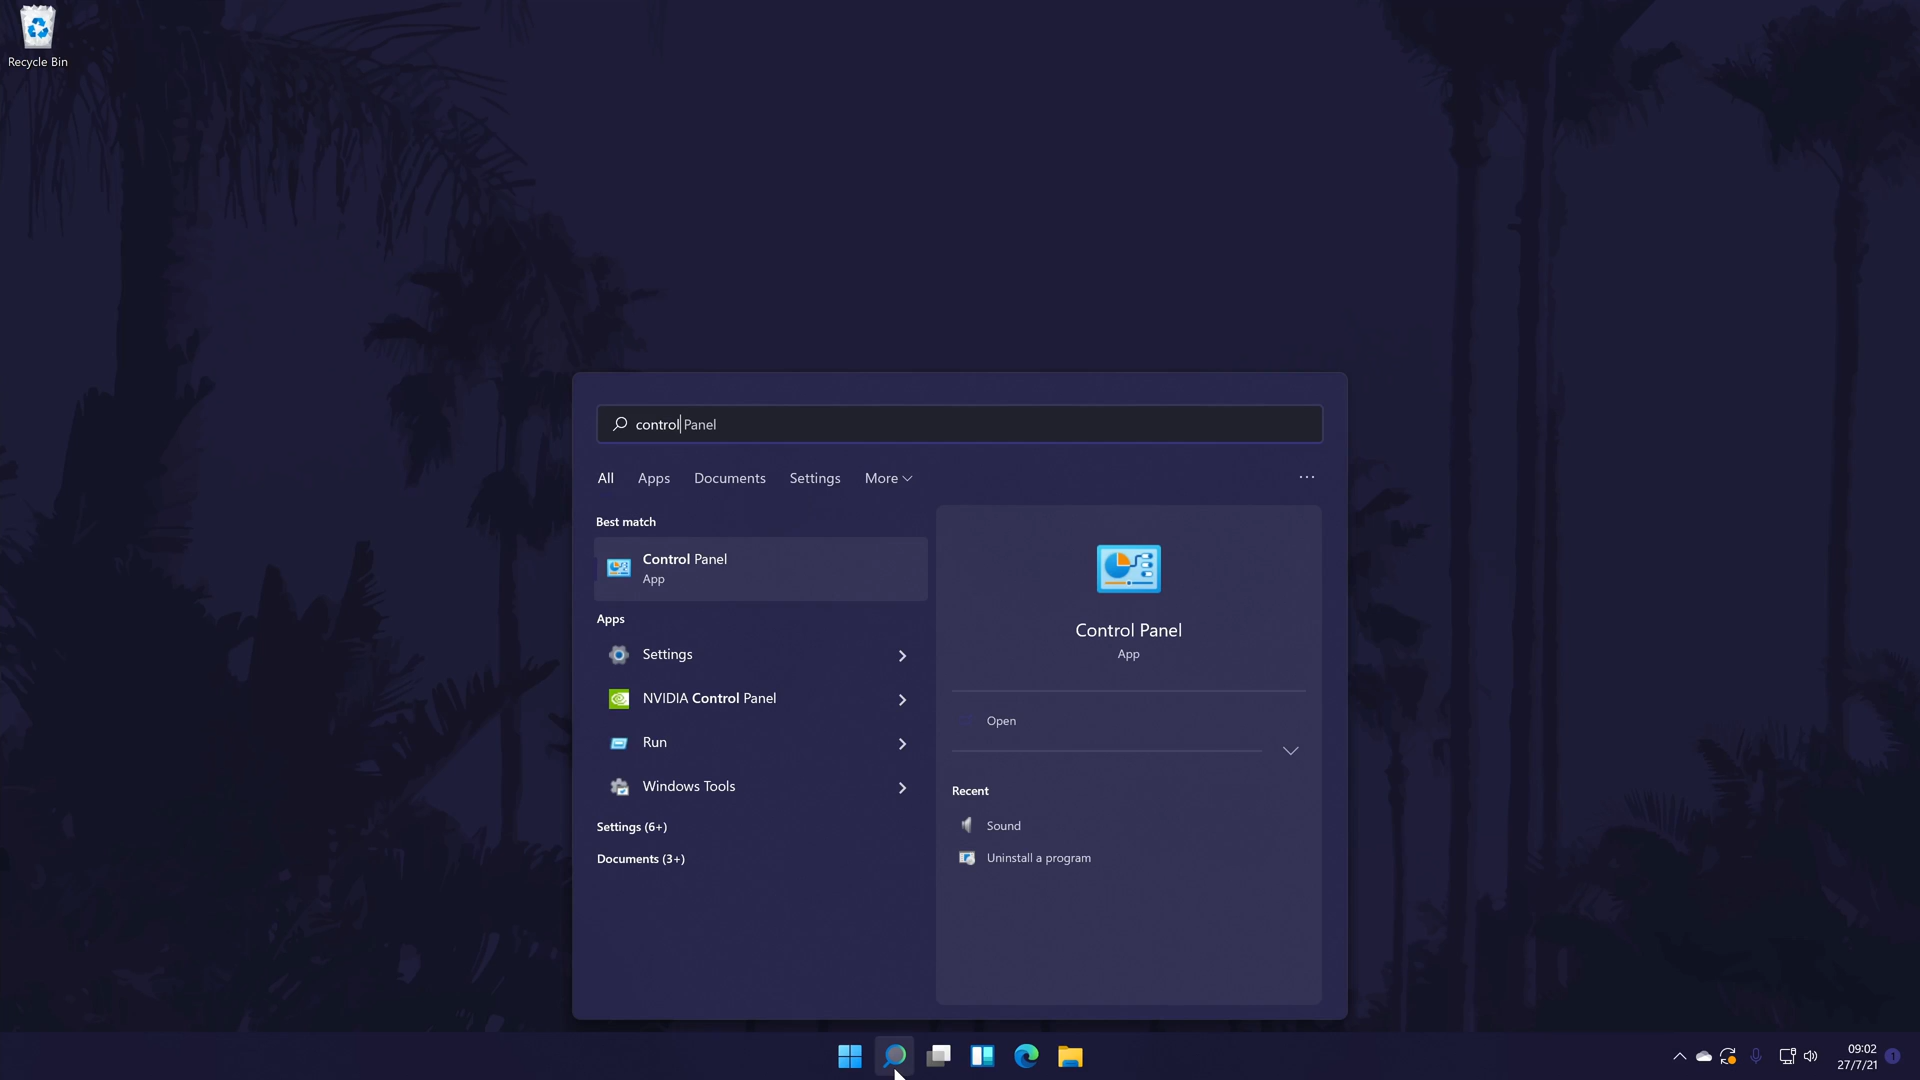 Recycle Bin
control Panel
All Apps Documents Settings More ...
Best match
Control Panel
App
Apps
Settings
NVIDIA Control Panel
Run
Windows Tools
Settings (6+)
Documents (3+)
Control Panel
App
Open
Recent
Sound
Uninstall a program
09:02
27/7/21
1